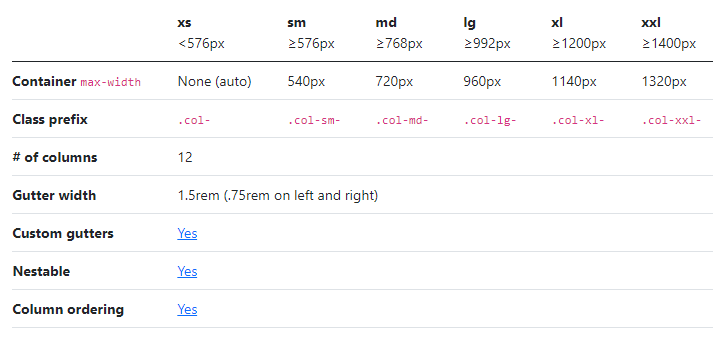 xs sm md lg xl xxl
<576px ≥576px ≥768px ≥992px ≥1200px ≥1400px
Container max-width None (auto) 540px 720px 960px 1140px 1320px
Class prefix .col- .col-sm- .col-md- .col-lg- .col-xl- .col-xxl-
# of columns 12
Gutter width 1.5rem (.75rem on left and right)
Custom gutters Yes
Nestable Yes
Column ordering Yes